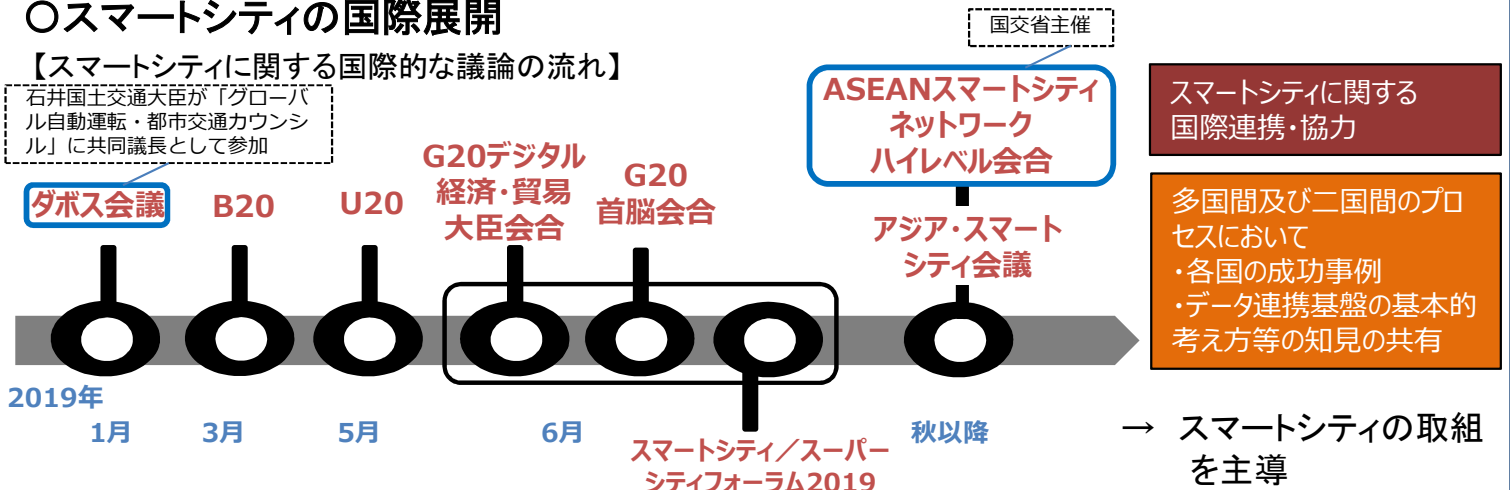 〇スマートシティの国際展開
【スマートシティに関する国際的な議論の流れ】
石井国土交通大臣が「グローバ
ル自動運転・都市交通カウンシ
ル」に共同議長として参加
国交省主催
ダボス会議
B20
U20
G20デジタル
経済・貿易
大臣会合
G20
首脳会合
ASEANスマートシティ
ネットワーク
ハイレベル会合
アジア・スマート
シティ会議
2019年
1月
3月
5月
6月
秋以降
スマートシティ／スーパー
シティフォーラム2019
スマートシティに関する
国際連携・協力
多国間及び二国間のプロ
セスにおいて
・各国の成功事例
・データ連携基盤の基本的
考え方等の知見の共有
→ スマートシティの取組
を主導